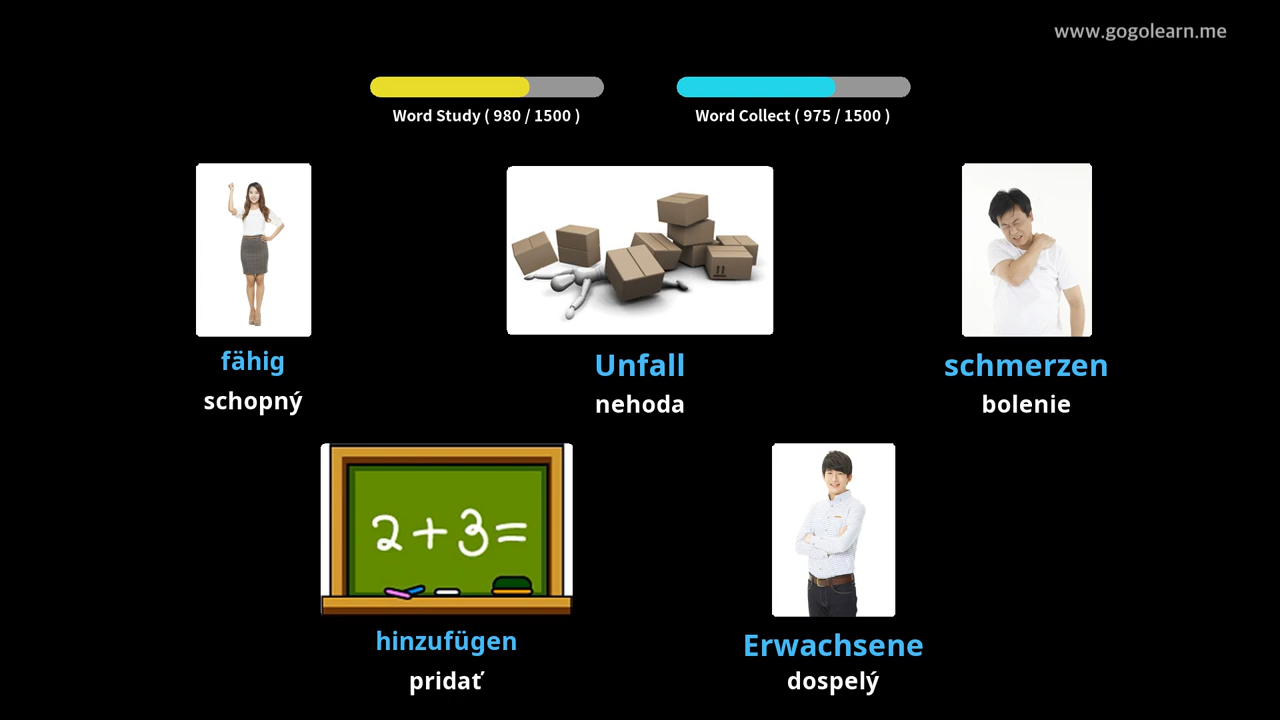 www.gogolearn.me
Word Study ( 980 / 1500 )
Word Collect ( 975 / 1500 )
fähig
schopný
Unfall
nehoda
schmerzen
bolenie
2+3=
hinzufügen
pridať
Erwachsene
dospelý